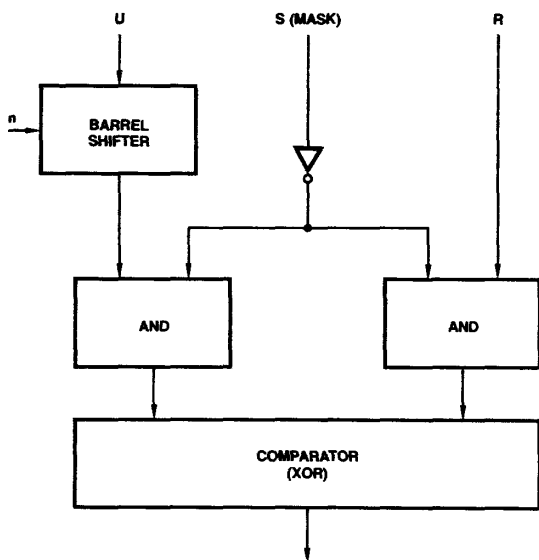 U
S (MASK)
R
n
BARREL
SHIFTER
AND
AND
COMPARATOR
(XOR)